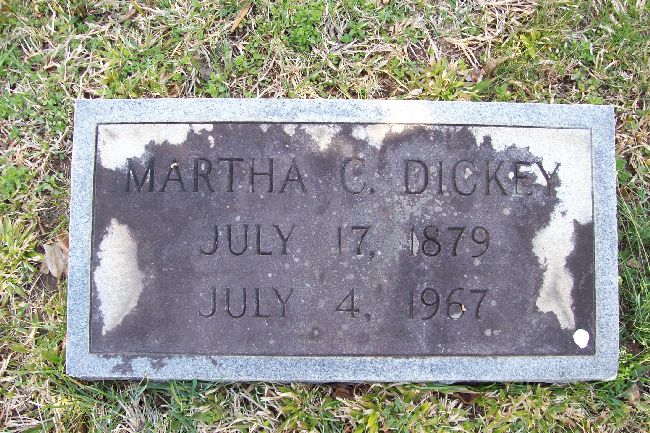 MARTHA C. DICKEY
JULY 17, 1879
JULY 4, 1967